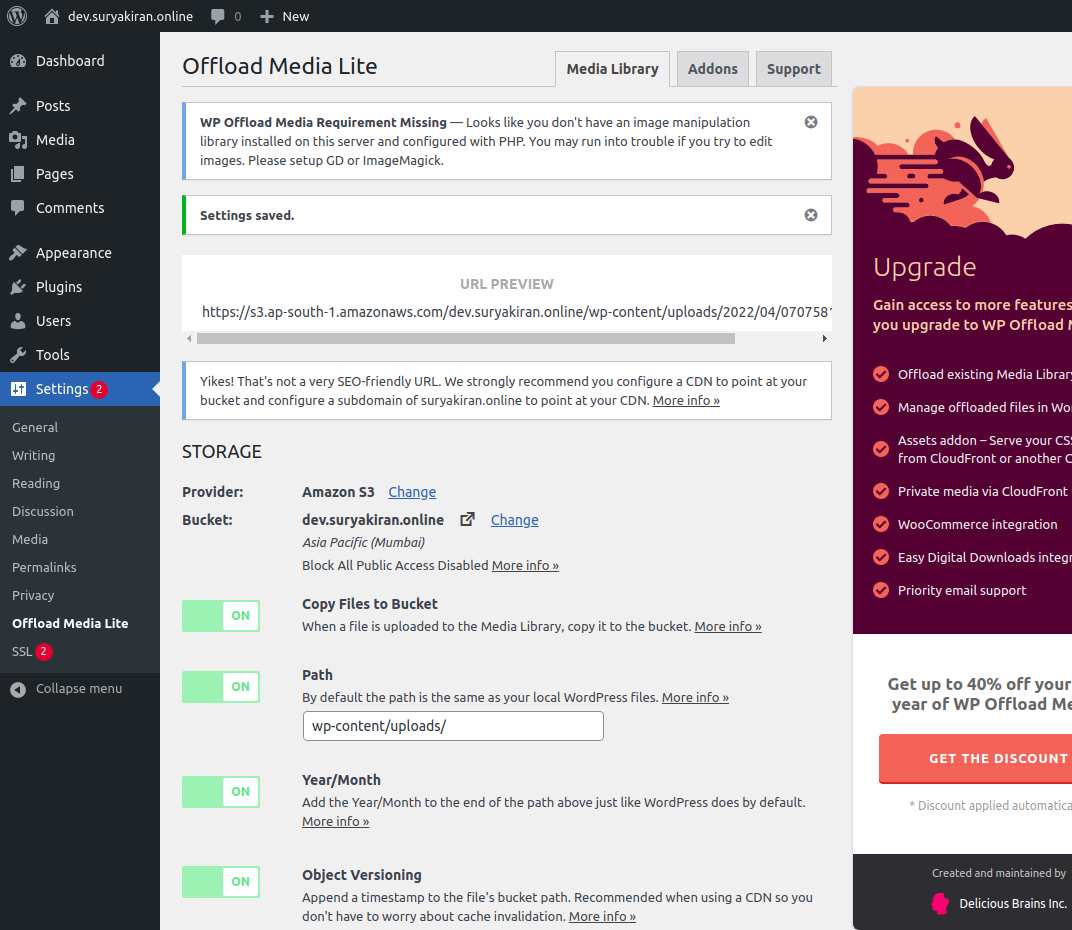 dev.suryakiran.online 0 New
Dashboard
Posts
Media
Pages
Comments
Appearance
Plugins
Users
Tools
Settings 2
General
Writing
Reading
Discussion
Media
Permalinks
Privacy
Offload Media Lite
SSL 2
Collapse menu
Offload Media Lite
Media Library Addons Support
WP Offload Media Requirement Missing — Looks like you don't have an image manipulation
library installed on this server and configured with PHP. You may run into trouble if you try to edit
images. Please setup GD or ImageMagick.
Settings saved.
URL PREVIEW
https://s3.ap-south-1.amazonaws.com/dev.suryakiran.online/wp-content/uploads/2022/04/0707581
Yikes! That's not a very SEO-friendly URL. We strongly recommend you configure a CDN to point at your
bucket and configure a subdomain of suryakiran.online to point at your CDN. More info »
STORAGE
Provider: Amazon S3 Change
Bucket: dev.suryakiran.online Change
Asia Pacific (Mumbai)
Block All Public Access Disabled More info »
ON
Copy Files to Bucket
When a file is uploaded to the Media Library, copy it to the bucket. More info »
ON
Path
By default the path is the same as your local WordPress files. More info »
wp-content/uploads/
ON
Year/Month
Add the Year/Month to the end of the path above just like WordPress does by default.
More info »
ON
Object Versioning
Append a timestamp to the file's bucket path. Recommended when using a CDN so you
don't have to worry about cache invalidation. More info »
Upgrade
Gain access to more features
you upgrade to WP Offload M
Offload existing Media Library
Manage offloaded files in Wo
Assets addon – Serve your CSS
from CloudFront or another C
Private media via CloudFront
WooCommerce integration
Easy Digital Downloads integr
Priority email support
Get up to 40% off your
year of WP Offload Me
GET THE DISCOUNT
* Discount applied automatica
Created and maintained by
Delicious Brains Inc.